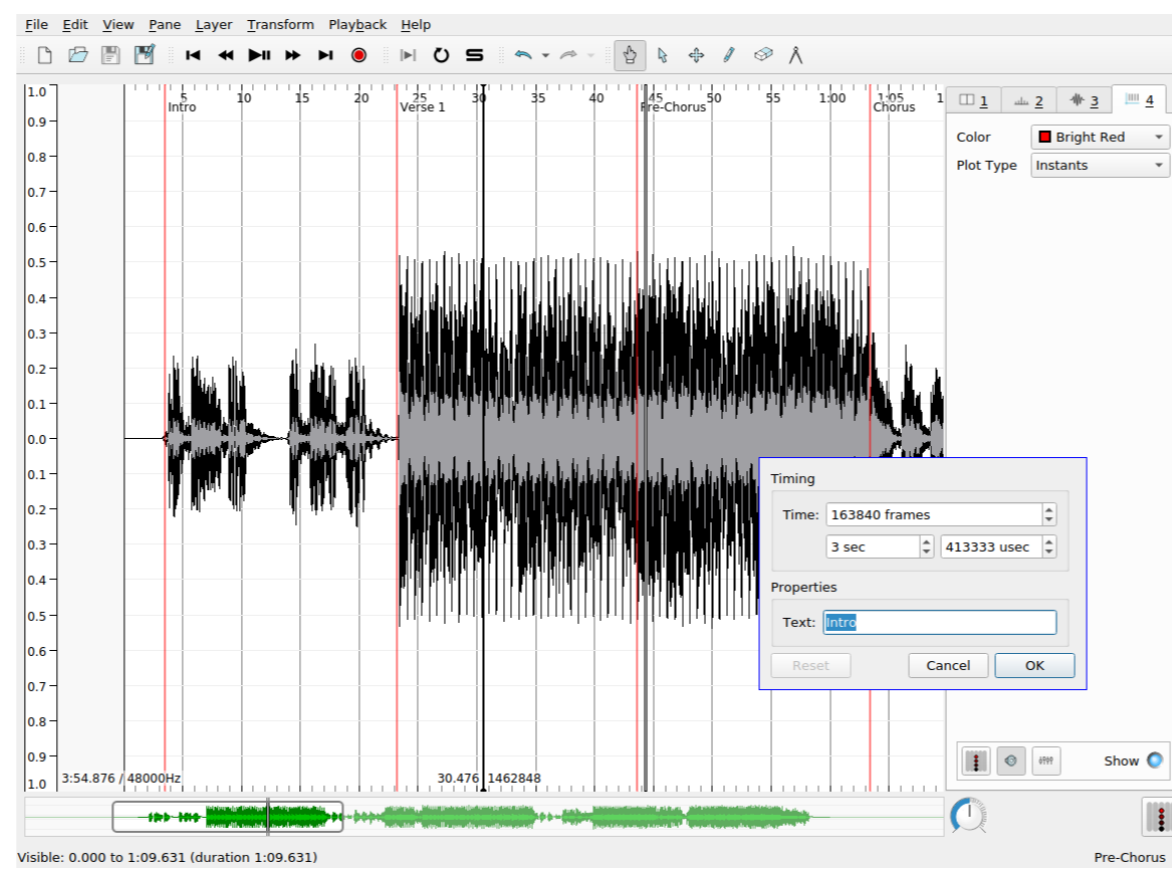 File Edit View Pane Layer Transform Playback Help
1.0
0.9
0.8
0.7
0.6
0.5
0.4
0.3
0.2
0.1
0.0
0.1
0.2
0.3
0.4
0.5
0.6
0.7
0.8
0.9
1.0
5 10 15 20 25 30 35 40 45 50 55 1:00 1:05 1
Intro Verse 1 Pre-Chorus Chorus
3:54.876 / 48000Hz 30.476 1462848
1 2 3 4
Color Bright Red
Plot Type Instants
Timing
Time: 163840 frames
3 sec 413333 usec
Properties
Text: Intro
Reset Cancel OK
Show
Visible: 0.000 to 1:09.631 (duration 1:09.631) Pre-Chorus